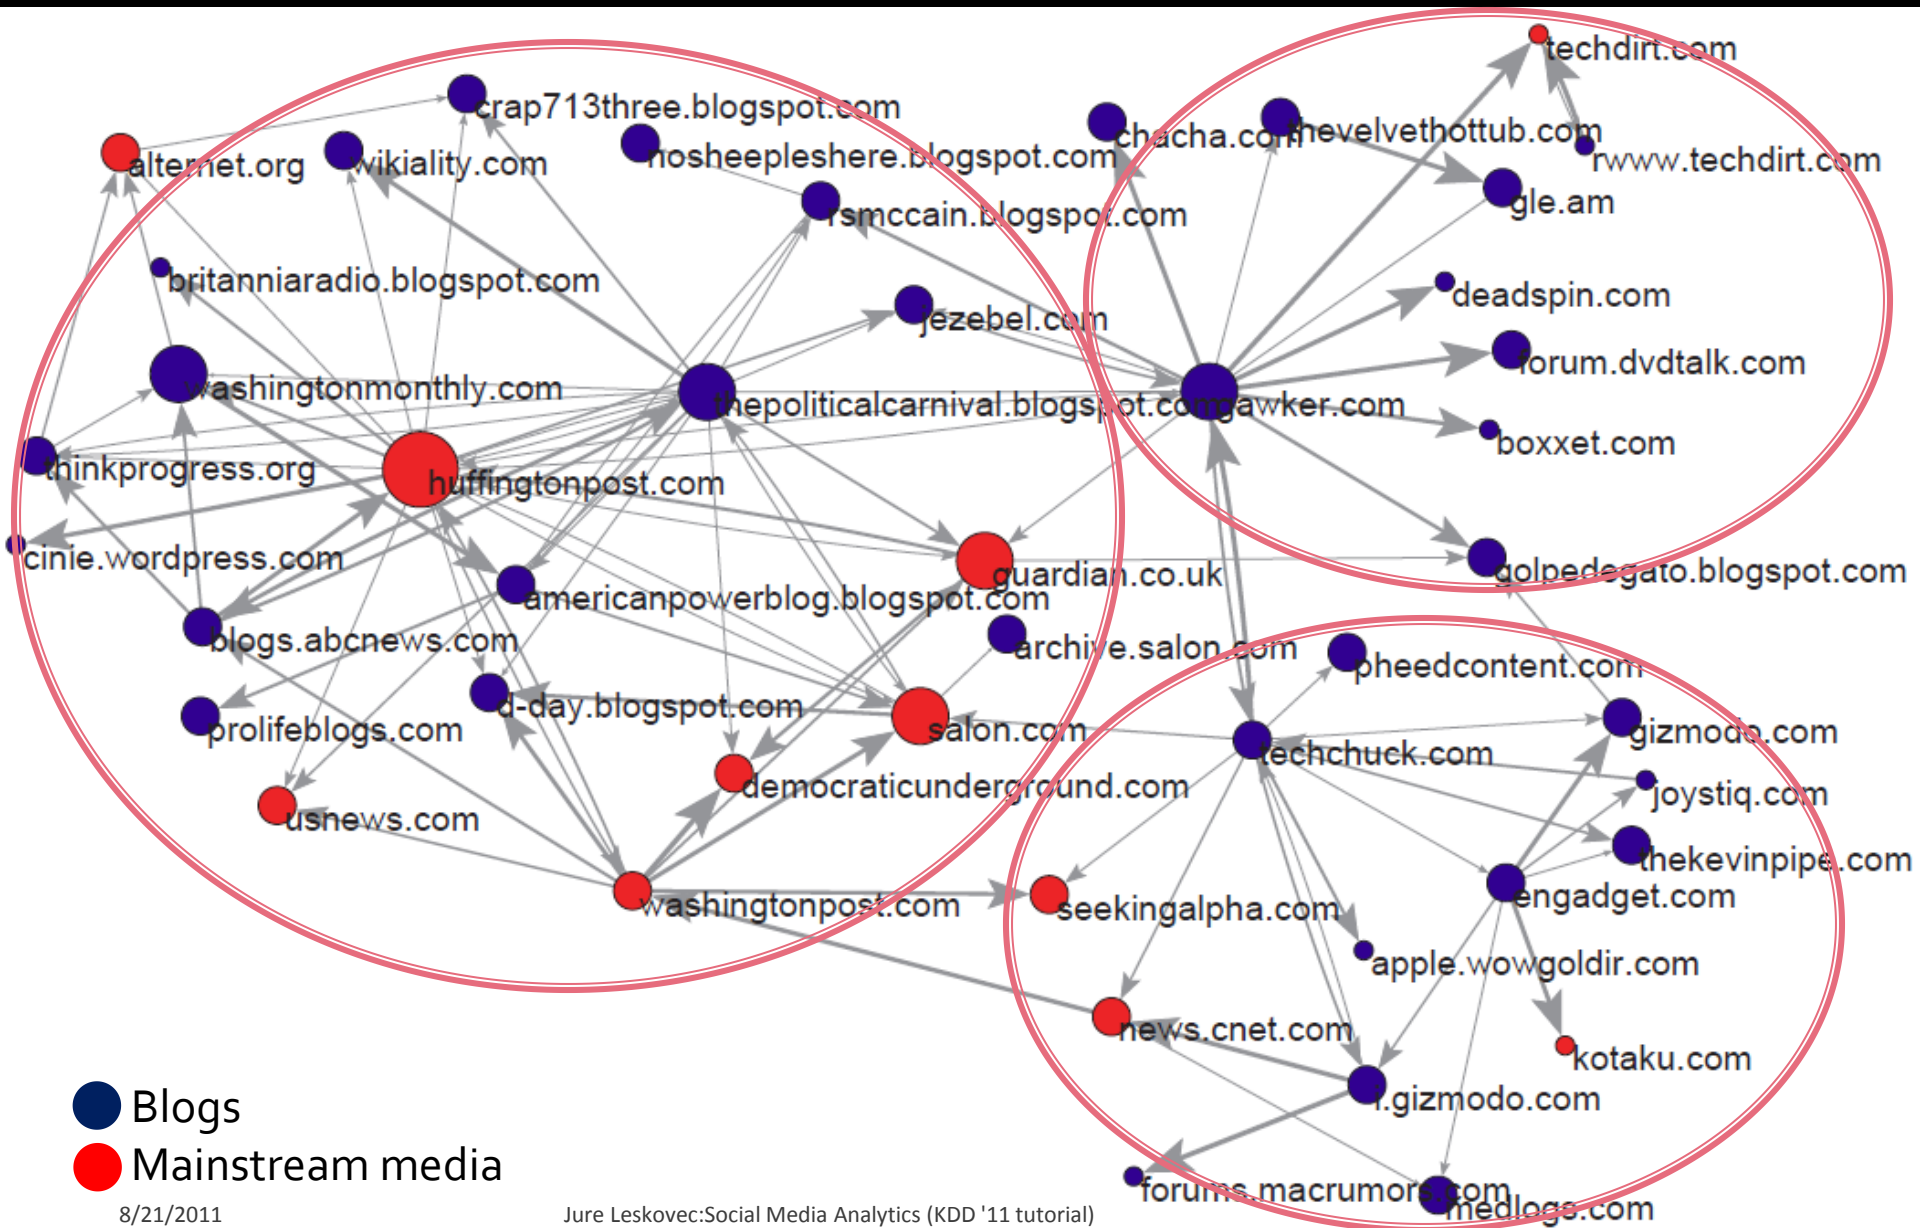 techdirt.com
crap713three.blogspot.com
chacha.com
thevelvethottub.com
nosheepleshere.blogspot.com
rwww.techdirt.com
alternet.org
wikiality.com
gle.am
rsmccain.blogspot.com
britanniaradio.blogspot.com
deadspin.com
jezebel.com
forum.dvdtalk.com
washingtonmonthly.com
thepoliticalcarnival.blogspot.com
gawker.com
boxxet.com
thinkprogress.org
huffingtonpost.com
cinie.wordpress.com
guardian.co.uk
golpedegato.blogspot.com
americanpowerblog.blogspot.com
blogs.abcnews.com
archive.salon.com
pheedcontent.com
d-day.blogspot.com
prolifeblogs.com
salon.com
gizmodo.com
techchuck.com
democraticunderground.com
joystiq.com
usnews.com
thekevinpipe.com
washingtonpost.com
seekingalpha.com
engadget.com
apple.wowgoldir.com
news.cnet.com
kotaku.com
i.gizmodo.com
Blogs
Mainstream media
forums.macrumors.com
medlogs.com
8/21/2011
Jure Leskovec:Social Media Analytics (KDD '11 tutorial)